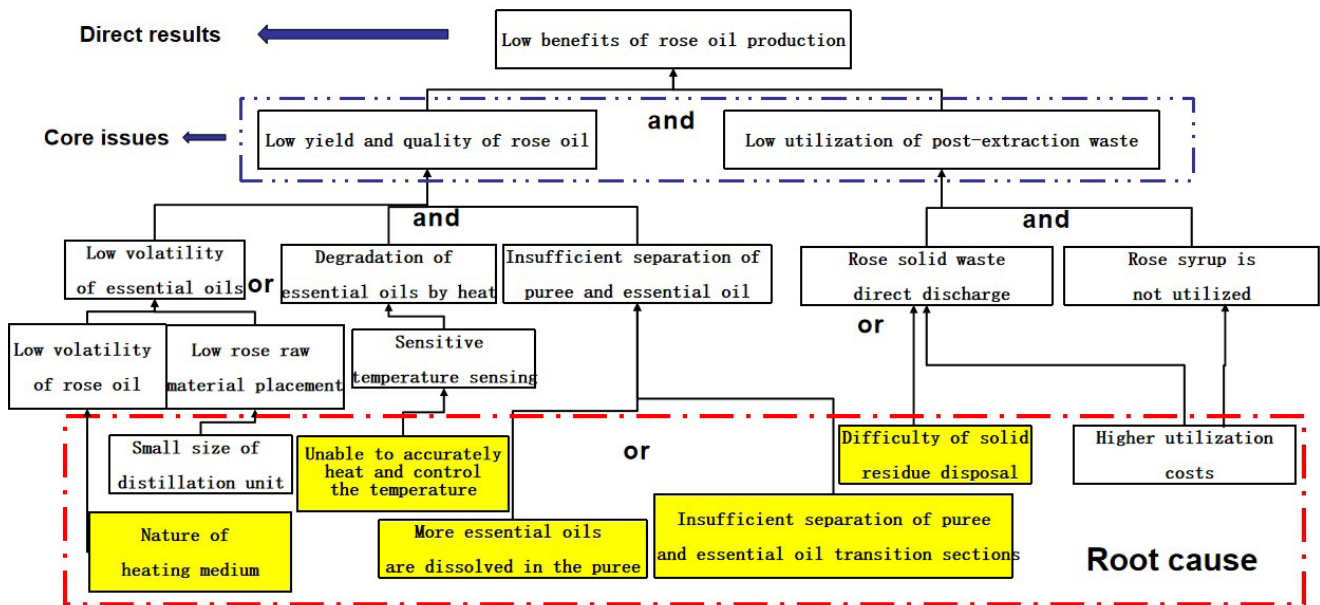 Direct results
Low benefits of rose oil production
Core issues
Low yield and quality of rose oil
and
Low utilization of post-extraction waste
and
and
Low volatility
of essential oils
or
Degradation of
essential oils by heat
Insufficient separation of
puree and essential oil
Rose solid waste
direct discharge
Rose syrup is
not utilized
or
Low volatility
of rose oil
Low rose raw
material placement
Sensitive
temperature sensing
Small size of
distillation unit
Unable to accurately
heat and control
the temperature
or
Difficulty of solid
residue disposal
Higher utilization
costs
Nature of
heating medium
More essential oils
are dissolved in the puree
Insufficient separation of puree
and essential oil transition sections
Root cause